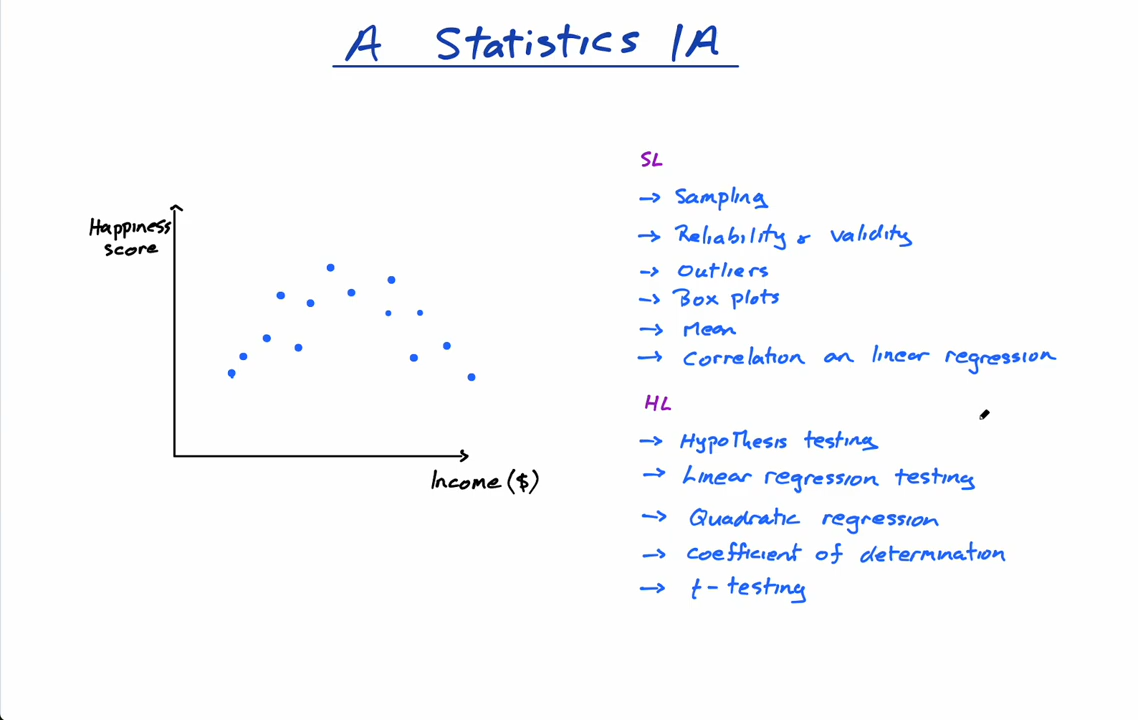 A Statistics IA
Happiness
score
Income ($)
SL
→ Sampling
→ Reliability & validity
→ Outliers
→ Box plots
→ Mean
→ Correlation an linear regression
HL
→ Hypothesis testing
→ Linear regression testing
→ Quadratic regression
→ coefficient of determination
→ t-testing